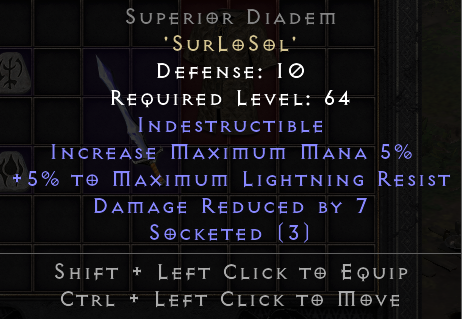 Superior Diadem
'SurLoSol'
Defense: 10
Required Level: 64
Indestructible
Increase Maximum Mana 5%
+5% to Maximum Lightning Resist
Damage Reduced by 7
Socketed (3)
Shift + Left Click to Equip
Ctrl + Left Click to Move